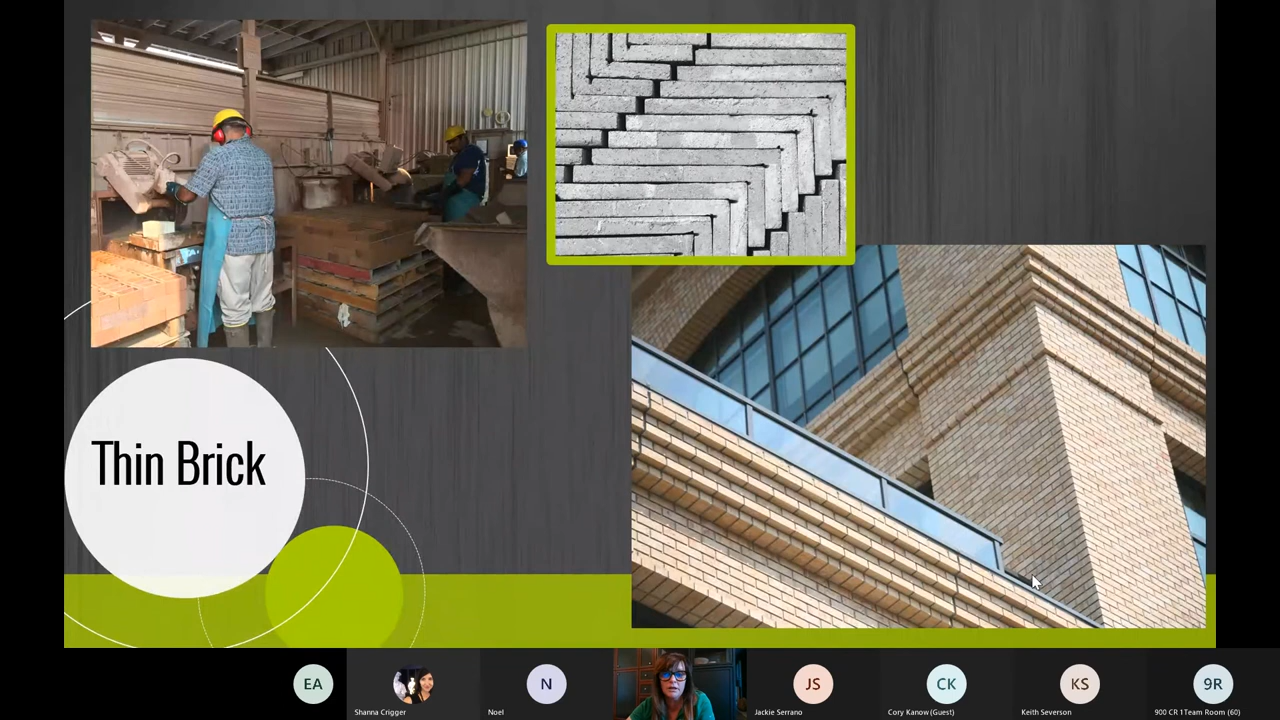 Thin Brick
EA
Shanna Crigger
N
Noel
JS
Jackie Serrano
CK
Cory Kanow (Guest)
KS
Keith Severson
9R
900 CR 1Team Room (60)